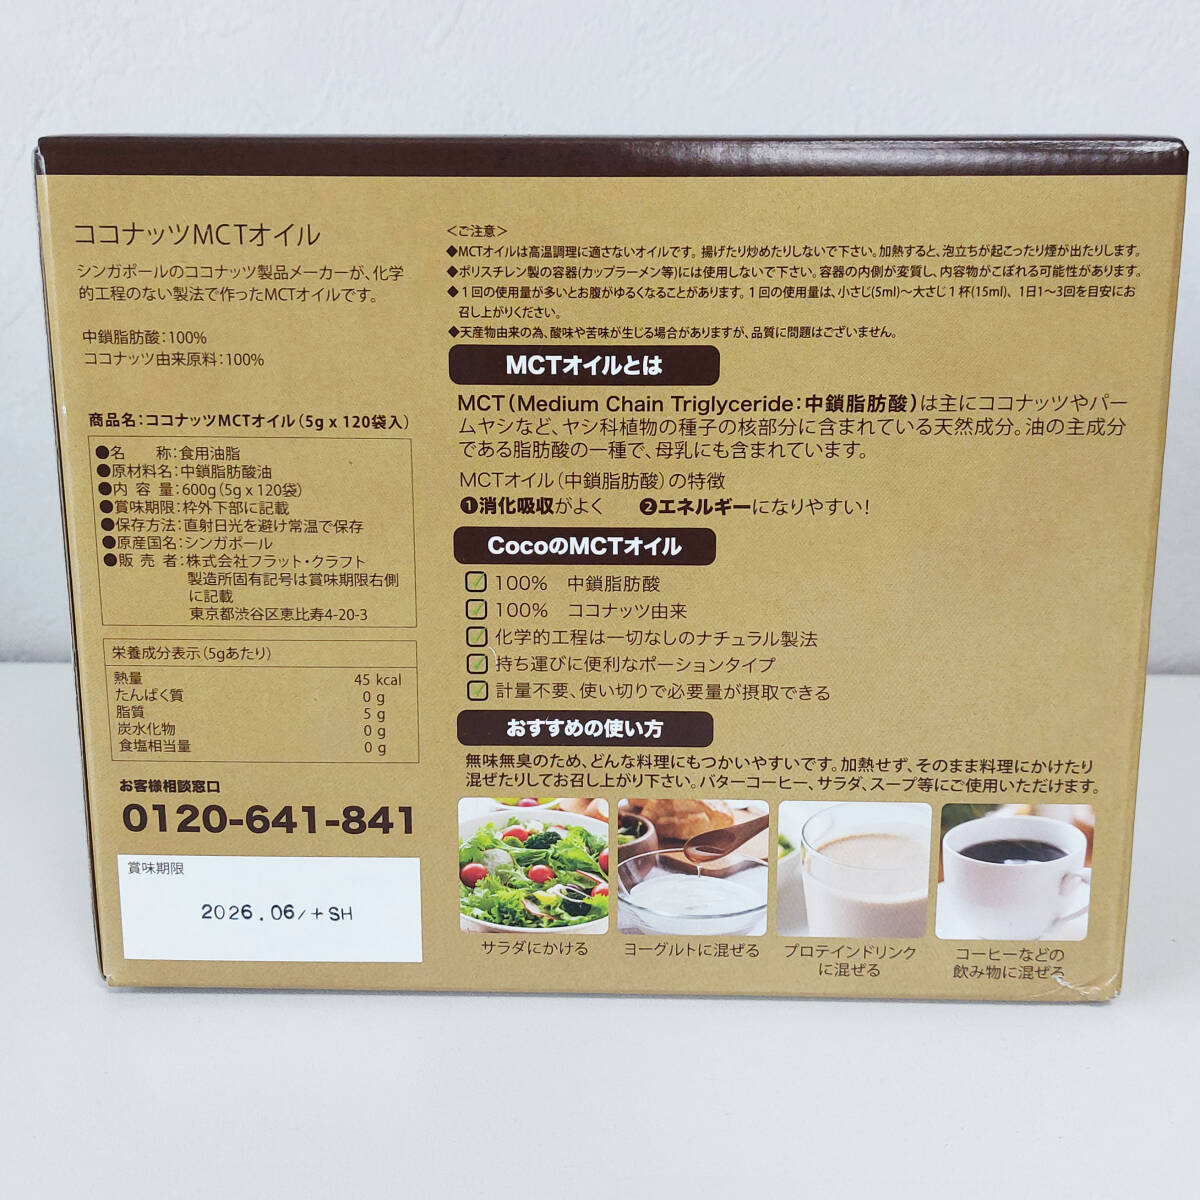 ココナッツMCTオイル
シンガポールのココナッツ製品メーカーが、化学
的工程のない製法で作ったMCTオイルです。
中鎖脂肪酸：100%
ココナッツ由来原料：100%
商品名：ココナッツMCTオイル（5g x 120袋入）
●名　　称：食用油脂
●原材料名：中鎖脂肪酸油
●内 容 量：600g（5g x 120袋）
●賞味期限：枠外下部に記載
●保存方法：直射日光を避け常温で保存
●原産国名：シンガポール
●販 売 者：株式会社フラット・クラフト
製造所固有記号は賞味期限右側
に記載
東京都渋谷区恵比寿4-20-3
栄養成分表示（5gあたり）
熱量　45 kcal
たんぱく質　0 g
脂質　5 g
炭水化物　0 g
食塩相当量　0 g
お客様相談窓口
0120-641-841
賞味期限
2026.06/+SH
＜ご注意＞
◆MCTオイルは高温調理に適さないオイルです。揚げたり炒めたりしないで下さい。加熱すると、泡立ちが起こったり煙が出たりします。
◆ポリスチレン製の容器(カップラーメン等)には使用しないで下さい。容器の内側が変質し、内容物がこぼれる可能性があります。
◆１回の使用量が多いとお腹がゆるくなることがあります。１回の使用量は、小さじ(5ml)〜大さじ１杯(15ml)、1日1〜3回を目安にお
召し上がりください。
◆天産物由来の為、酸味や苦味が生じる場合がありますが、品質に問題はございません。
MCTオイルとは
MCT（Medium Chain Triglyceride：中鎖脂肪酸）は主にココナッツやパー
ムヤシなど、ヤシ科植物の種子の核部分に含まれている天然成分。油の主成分
である脂肪酸の一種で、母乳にも含まれています。
MCTオイル（中鎖脂肪酸）の特徴
❶消化吸収がよく　❷エネルギーになりやすい！
CocoのMCTオイル
100%　中鎖脂肪酸
100%　ココナッツ由来
化学的工程は一切なしのナチュラル製法
持ち運びに便利なポーションタイプ
計量不要、使い切りで必要量が摂取できる
おすすめの使い方
無味無臭のため、どんな料理にもつかいやすいです。加熱せず、そのまま料理にかけたり
混ぜたりしてお召し上がり下さい。バターコーヒー、サラダ、スープ等にご使用いただけます。
サラダにかける
ヨーグルトに混ぜる
プロテインドリンク
に混ぜる
コーヒーなどの
飲み物に混ぜる